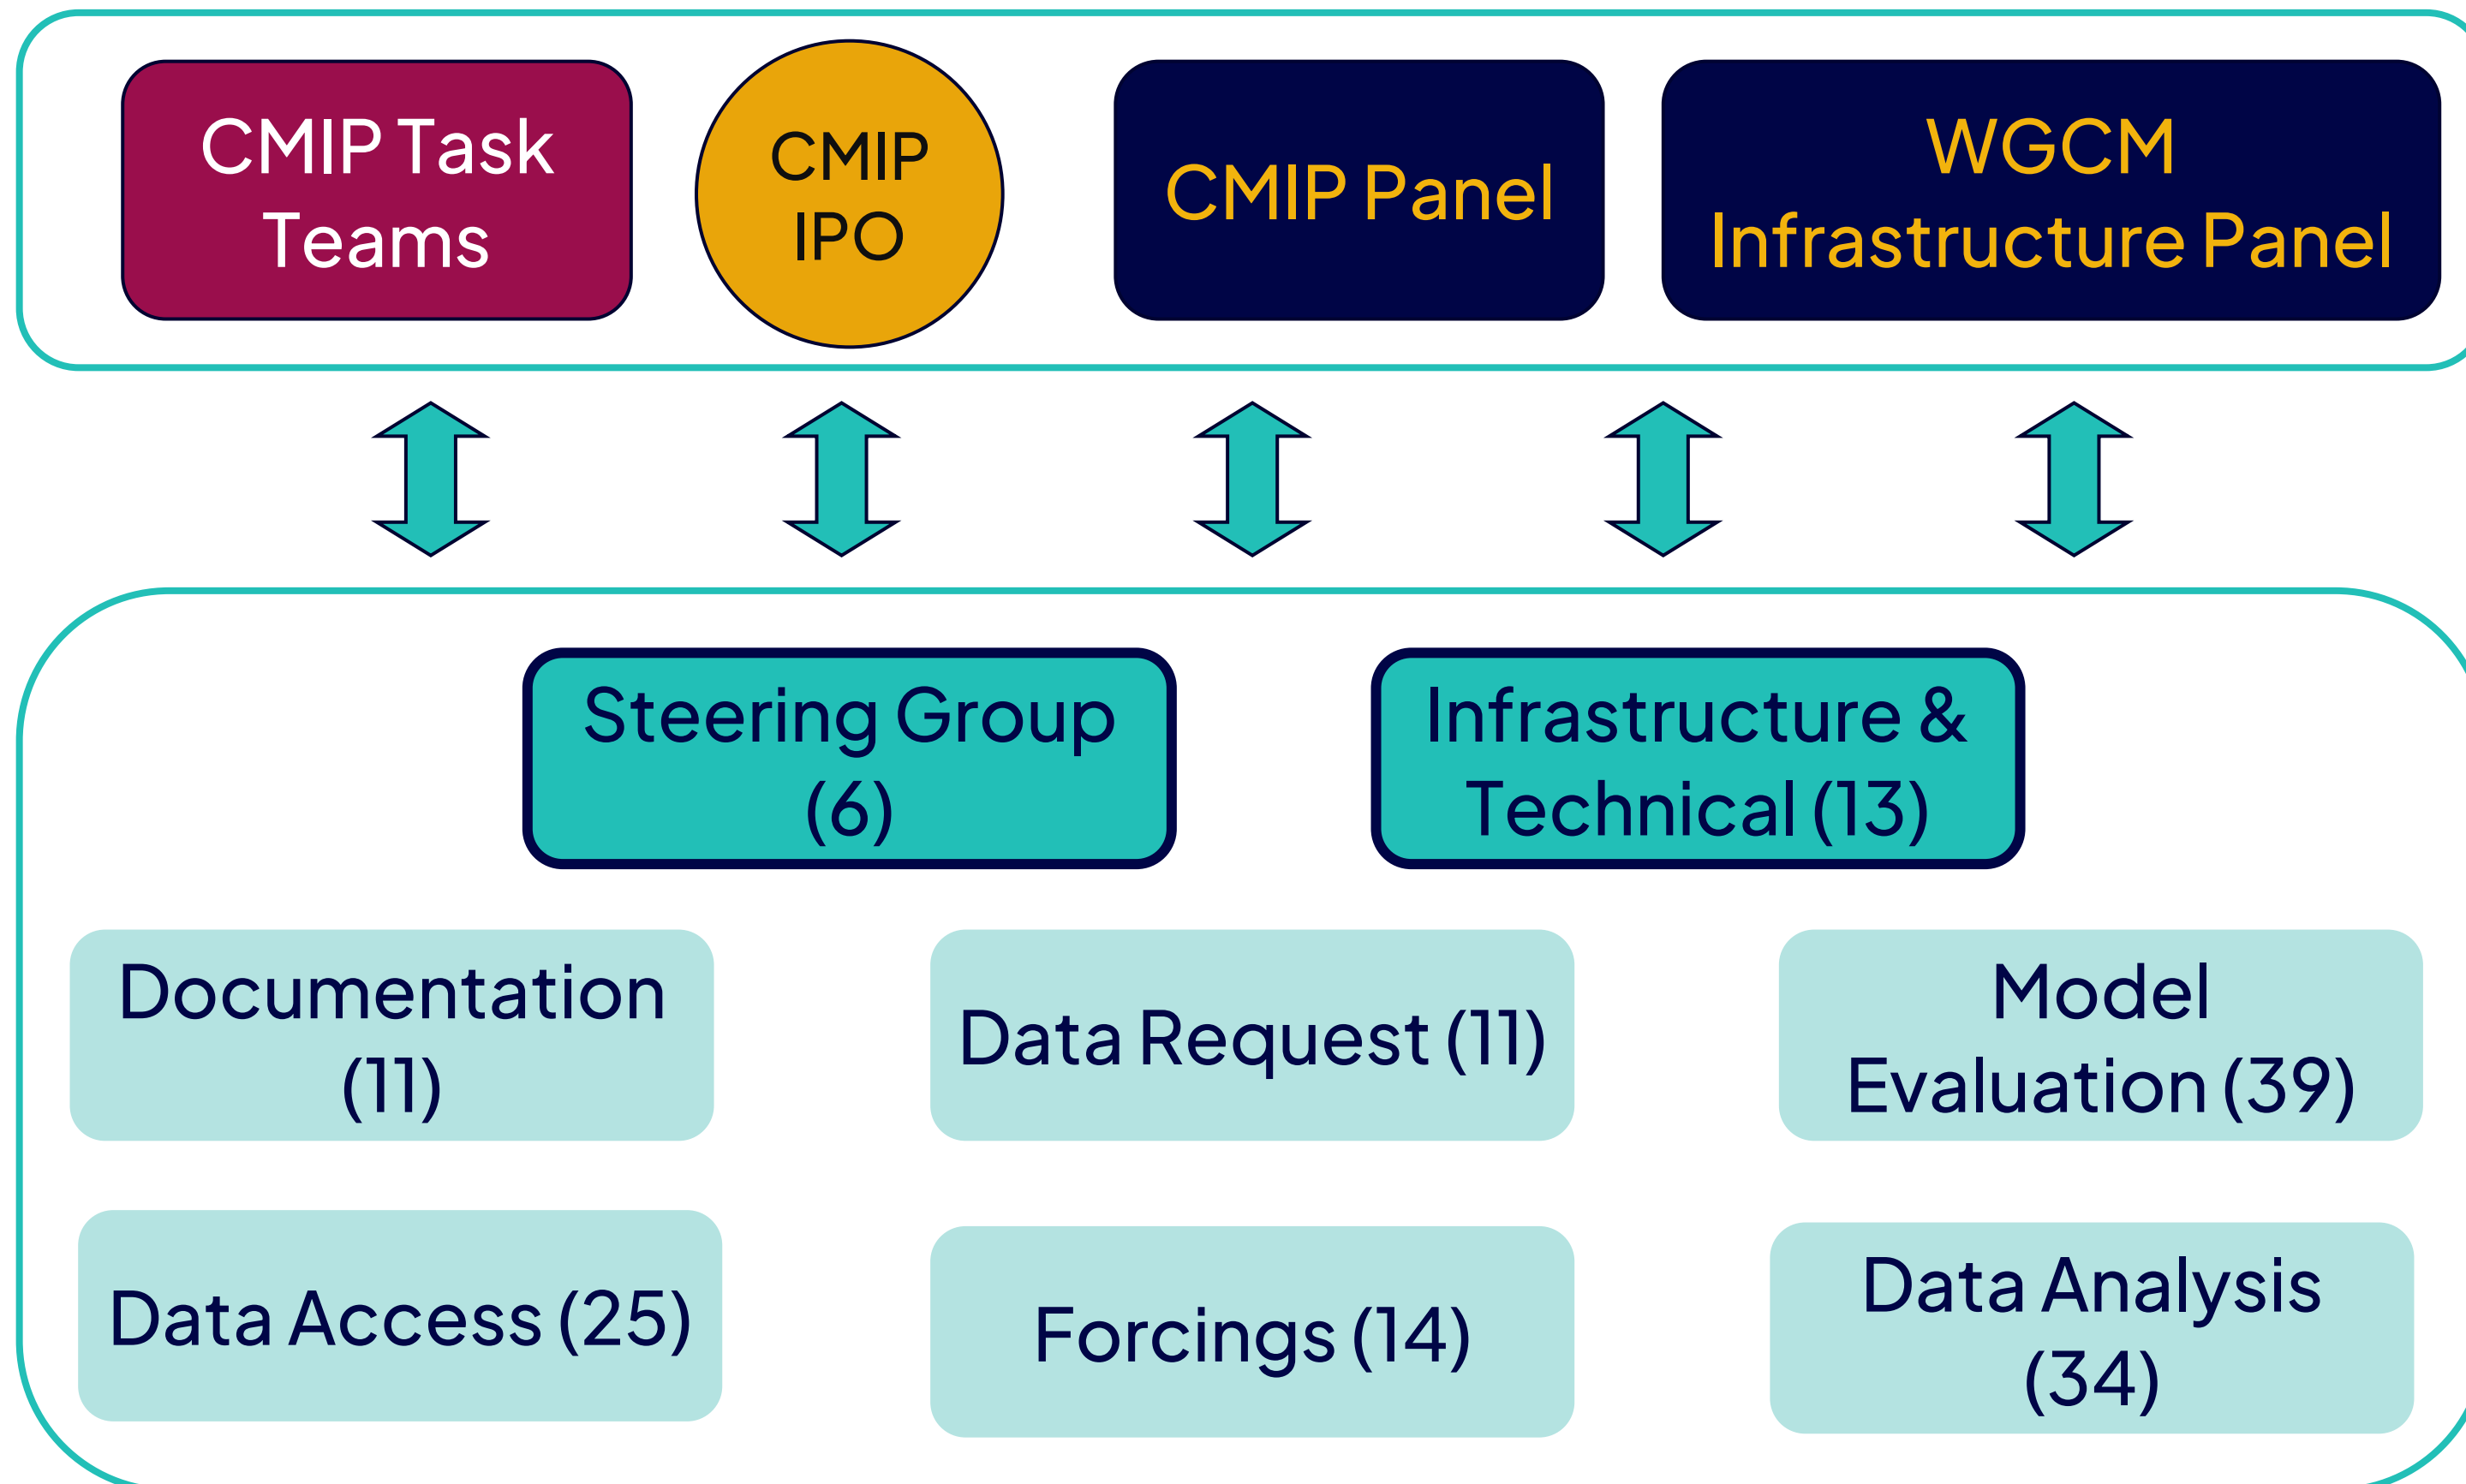 CMIP Task
Teams
CMIP
IPO
CMIP Panel
WGCM
Infrastructure Panel
Steering Group
(6)
Infrastructure &
Technical (13)
Documentation
(11)
Data Request (11)
Model
Evaluation (39)
Data Access (25)
Forcings (14)
Data Analysis
(34)